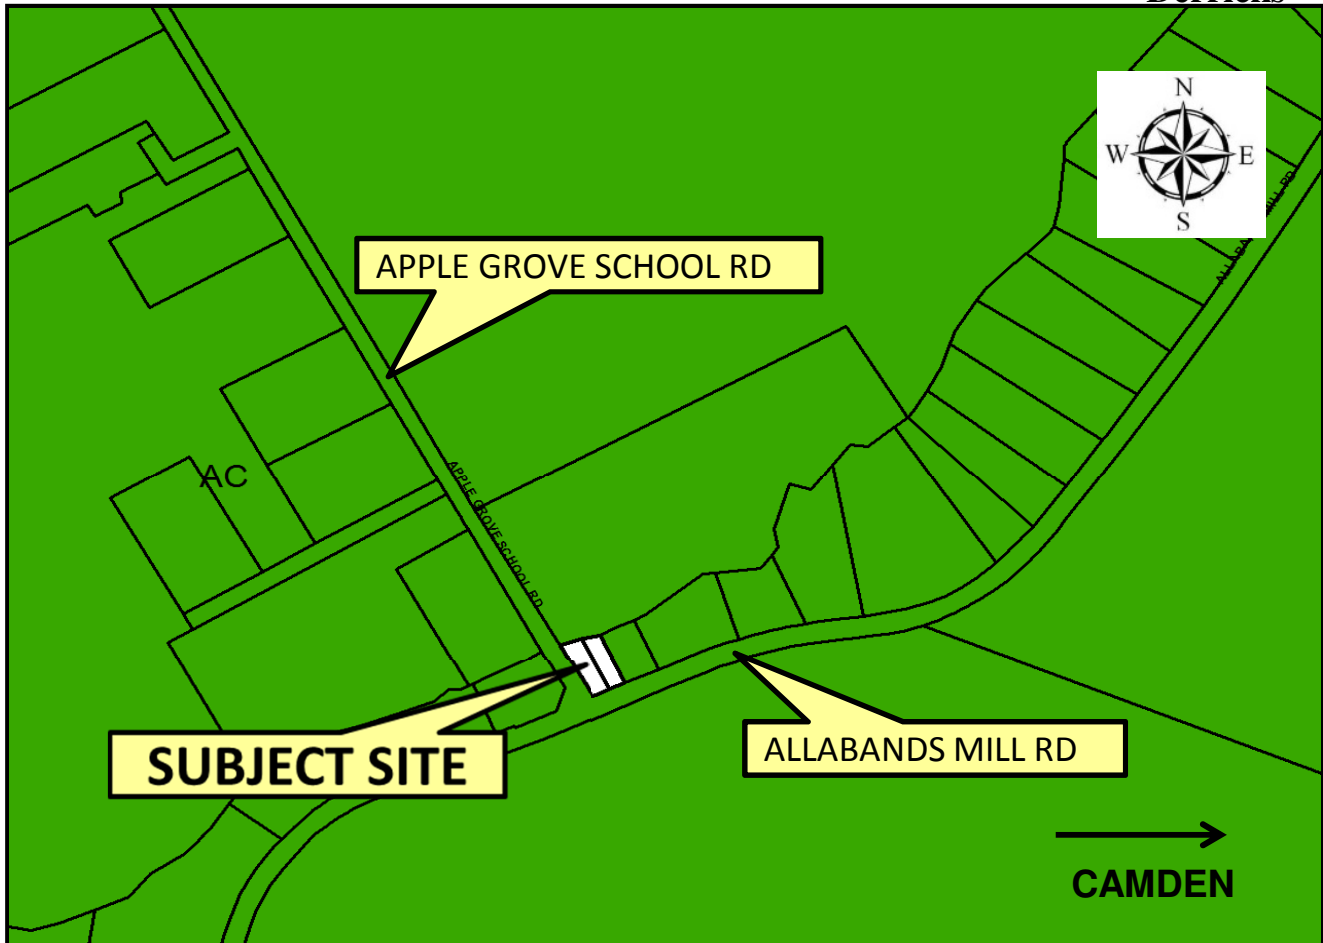 N
W E
S
APPLE GROVE SCHOOL RD
AC
APPLE GROVE SCHOOL RD
SUBJECT SITE
ALLABANDS MILL RD
CAMDEN